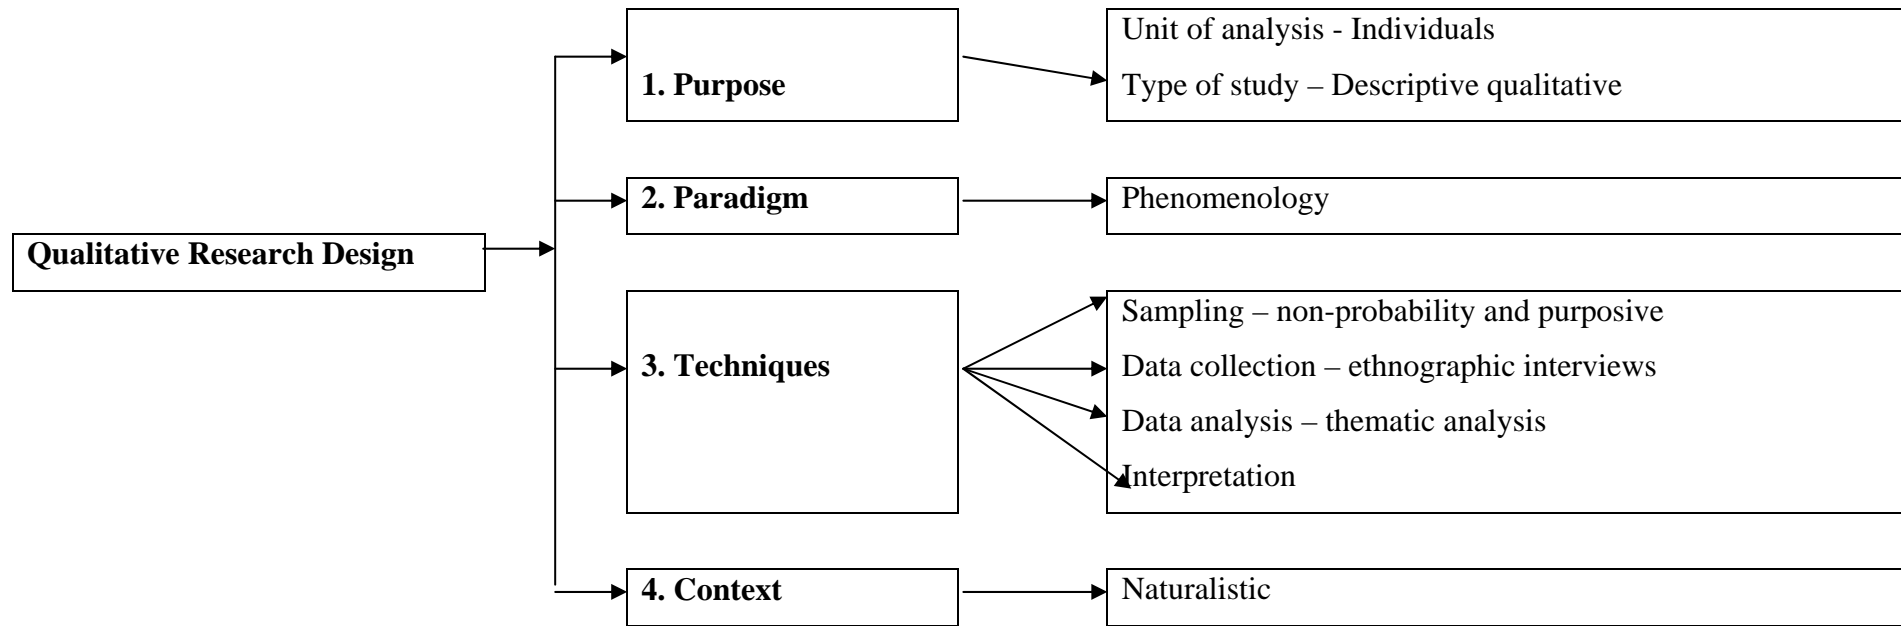 Unit of analysis - Individuals
1. Purpose
Type of study – Descriptive qualitative
2. Paradigm
Phenomenology
Qualitative Research Design
Sampling – non-probability and purposive
3. Techniques
Data collection – ethnographic interviews
Data analysis – thematic analysis
Interpretation
4. Context
Naturalistic